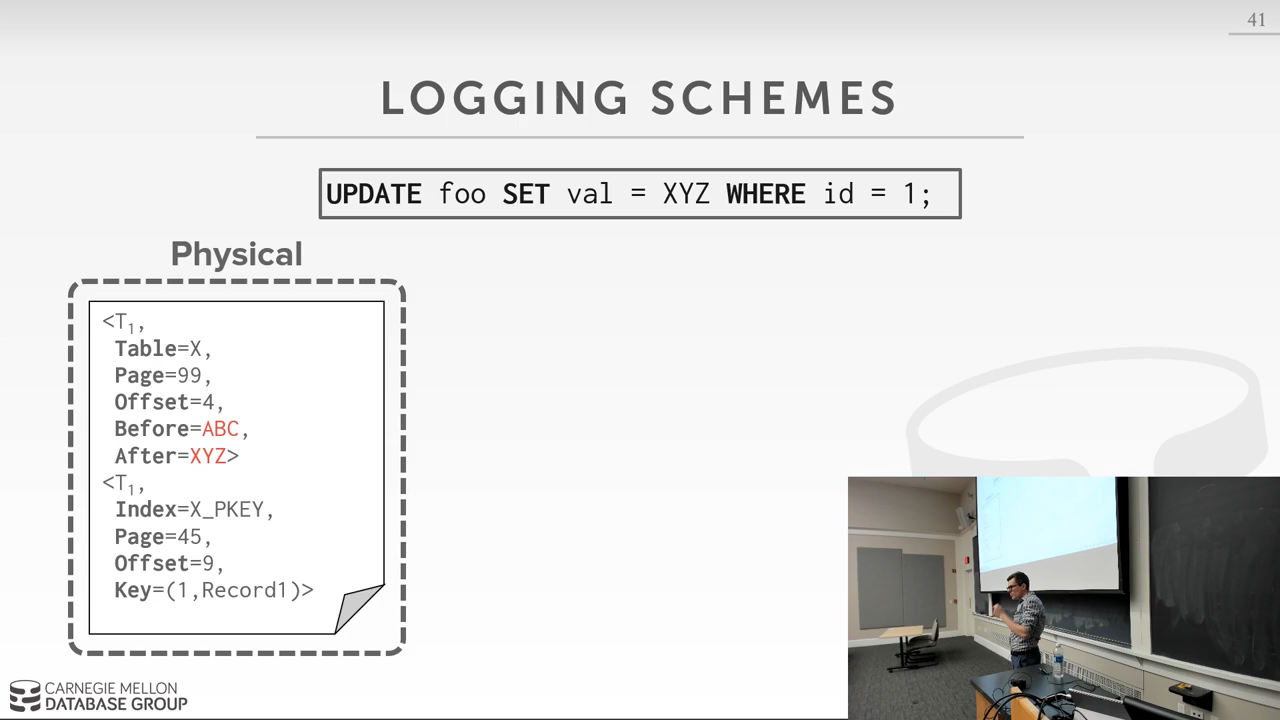 41
LOGGING SCHEMES
UPDATE foo SET val = XYZ WHERE id = 1;
Physical
<T1,
Table=X,
Page=99,
Offset=4,
Before=ABC,
After=XYZ>
<T1,
Index=X_PKEY,
Page=45,
Offset=9,
Key=(1,Record1)>
CARNEGIE MELLON
DATABASE GROUP